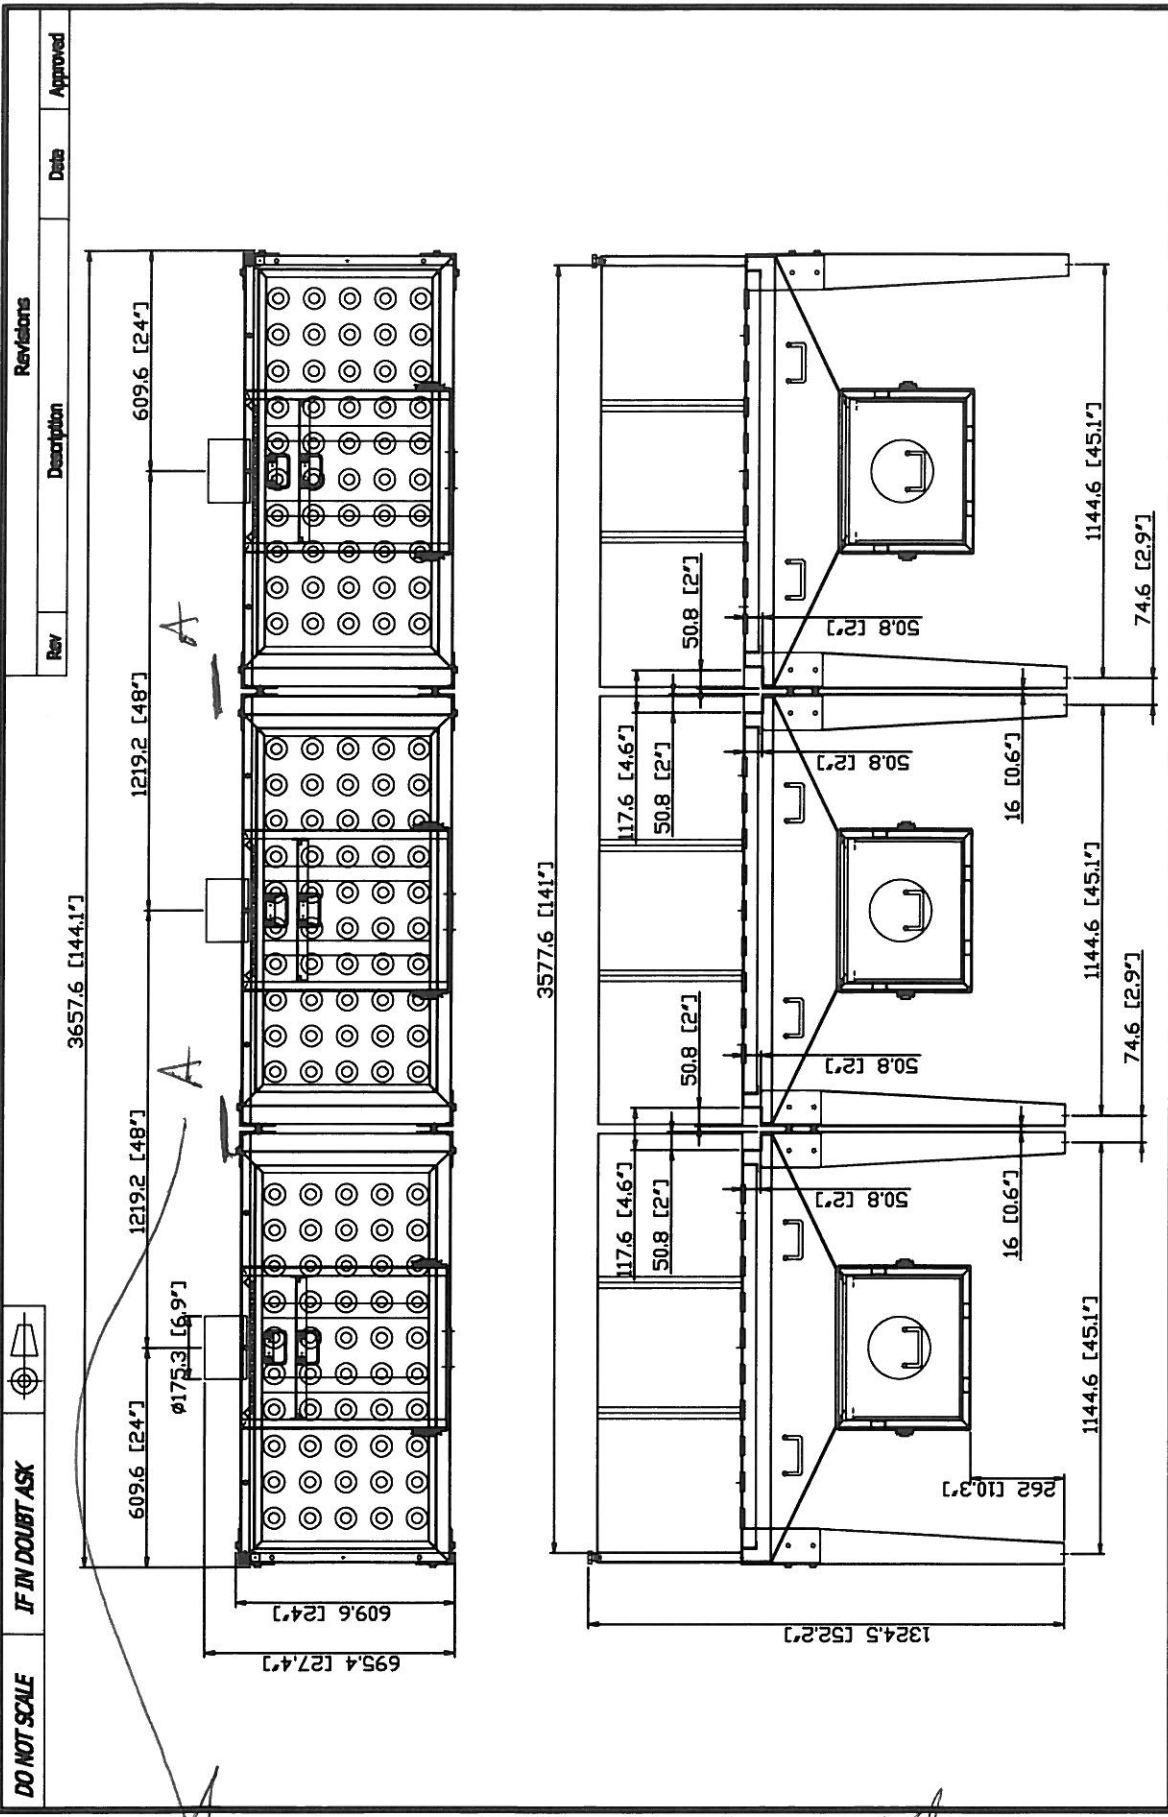 DO NOT SCALE
IF IN DOUBT ASK
Revisions
Rev
Description
Date
Approved
3657.6 [144.1"]
609.6 [24"]
1219.2 [48"]
1219.2 [48"]
609.6 [24"]
ø175.3 [6.9"]
A
A
609.6 [24"]
695.4 [27.4"]
3577.6 [141"]
117.6 [4.6"]
50.8 [2"]
50.8 [2"]
117.6 [4.6"]
50.8 [2"]
50.8 [2"]
50.8 [2"]
50.8 [2"]
50.8 [2"]
50.8 [2"]
16 [0.6"]
16 [0.6"]
262 [10.3"]
1324.5 [52.2"]
1144.6 [45.1"]
1144.6 [45.1"]
1144.6 [45.1"]
74.6 [2.9"]
74.6 [2.9"]